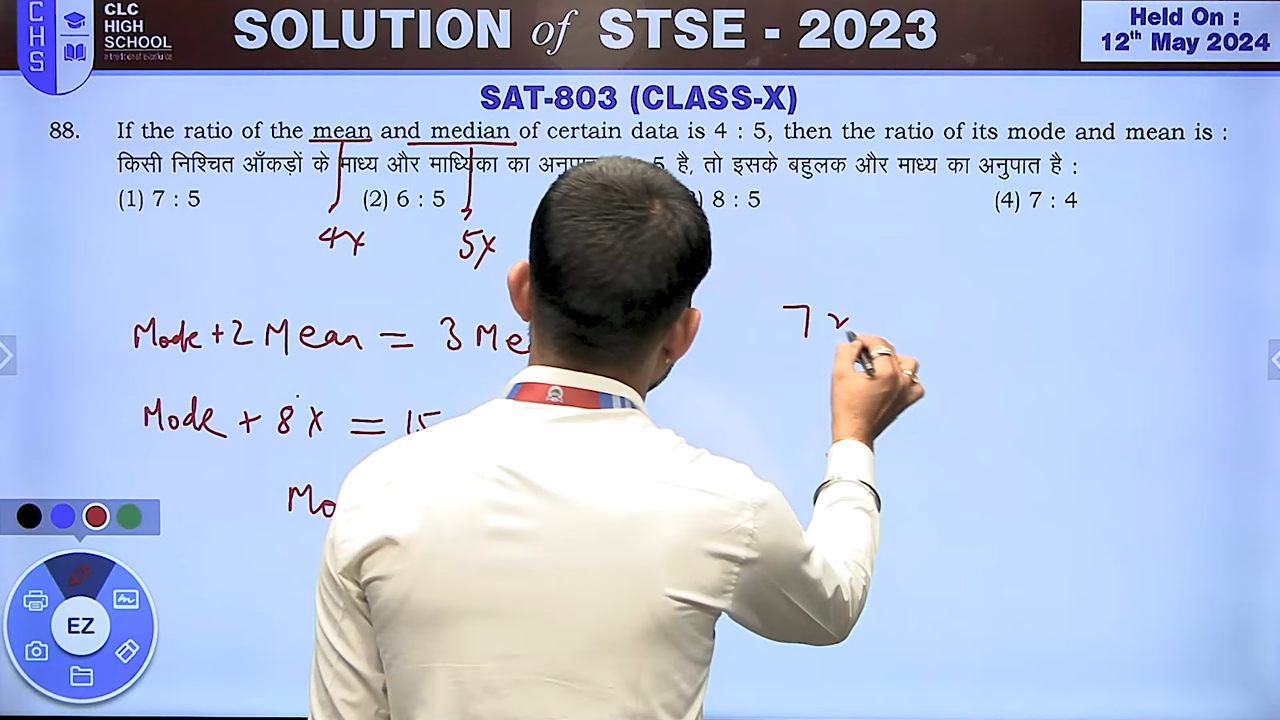 CHS
CLC
HIGH
SCHOOL
SOLUTION of STSE - 2023
Held On :
12th May 2024
SAT-803 (CLASS-X)
88. If the ratio of the mean and median of certain data is 4 : 5, then the ratio of its mode and mean is :
किसी निश्चित आँकड़ों के माध्य और माध्यिका का 5 है, तो इसके बहुलक और माध्य का अनुपात है :
(1) 7 : 5 (2) 6 : 5 8 : 5 (4) 7 : 4
4x 5x
Mode + 2 Mean = 3 Me
7x
Mode + 8x = 15
Mo
EZ